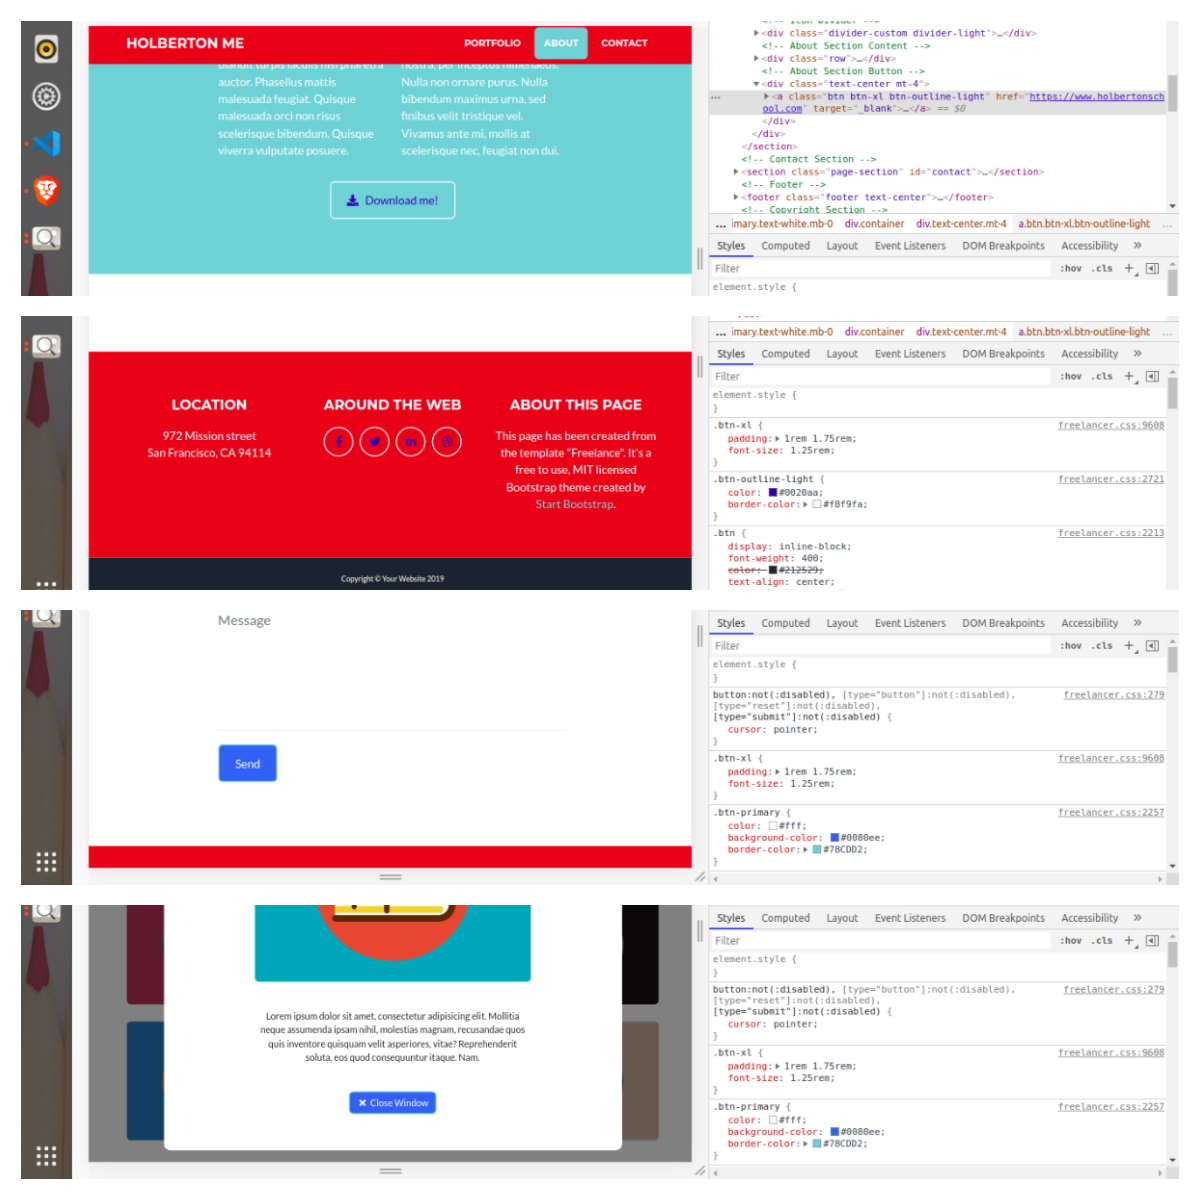 HOLBERTON ME
PORTFOLIO
ABOUT
CONTACT
auctor. Phasellus mattis
malesuada feugiat. Quisque
malesuada orci non risus
scelerisque bibendum. Quisque
viverra vulputate posuere.
Nulla non ornare purus. Nulla
bibendum maximus urna, sed
finibus velit tristique vel.
Vivamus ante mi, mollis at
scelerisque nec, feugiat non dui.
Download me!
<div class="divider-custom divider-light">…</div>
<!-- About Section Content -->
<div class="row">…</div>
<!-- About Section Button -->
<div class="text-center mt-4">
<a class="btn btn-xl btn-outline-light" href="https://www.holbertonsch
ool.com" target="_blank">…</a> == $0
</div>
</div>
</section>
<!-- Contact Section -->
<section class="page-section" id="contact">…</section>
<!-- Footer -->
<footer class="footer text-center">…</footer>
<!-- Copyright Section -->
... imary.text-white.mb-0 div.container div.text-center.mt-4 a.btn.btn-xl.btn-outline-light ...
Styles Computed Layout Event Listeners DOM Breakpoints Accessibility »
Filter :hov .cls +
element.style {
LOCATION
972 Mission street
San Francisco, CA 94114
AROUND THE WEB
ABOUT THIS PAGE
This page has been created from
the template "Freelance". It's a
free to use, MIT licensed
Bootstrap theme created by
Start Bootstrap.
Copyright © Your Website 2019
... imary.text-white.mb-0 div.container div.text-center.mt-4 a.btn.btn-xl.btn-outline-light ...
Styles Computed Layout Event Listeners DOM Breakpoints Accessibility »
Filter :hov .cls +
element.style {
}
.btn-xl { freelancer.css:9608
padding: 1rem 1.75rem;
font-size: 1.25rem;
}
.btn-outline-light { freelancer.css:2721
color: #0020aa;
border-color: #f8f9fa;
}
.btn { freelancer.css:2213
display: inline-block;
font-weight: 400;
color: #212529;
text-align: center;
Message
Send
Styles Computed Layout Event Listeners DOM Breakpoints Accessibility »
Filter :hov .cls +
element.style {
}
button:not(:disabled), [type="button"]:not(:disabled), freelancer.css:279
[type="reset"]:not(:disabled),
[type="submit"]:not(:disabled) {
cursor: pointer;
}
.btn-xl { freelancer.css:9608
padding: 1rem 1.75rem;
font-size: 1.25rem;
}
.btn-primary { freelancer.css:2257
color: #fff;
background-color: #0080ee;
border-color: #78CDD2;
}
Lorem ipsum dolor sit amet, consectetur adipisicing elit. Mollitia
neque assumenda ipsam nihil, molestias magnam, recusandae quos
quis inventore quisquam velit asperiores, vitae? Reprehenderit
soluta, eos quod consequuntur itaque. Nam.
Close Window
Styles Computed Layout Event Listeners DOM Breakpoints Accessibility »
Filter :hov .cls +
element.style {
}
button:not(:disabled), [type="button"]:not(:disabled), freelancer.css:279
[type="reset"]:not(:disabled),
[type="submit"]:not(:disabled) {
cursor: pointer;
}
.btn-xl { freelancer.css:9608
padding: 1rem 1.75rem;
font-size: 1.25rem;
}
.btn-primary { freelancer.css:2257
color: #fff;
background-color: #0080ee;
border-color: #78CDD2;
}